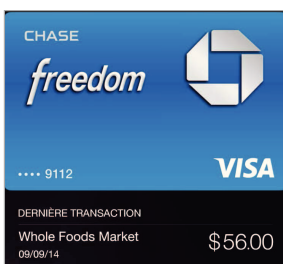 CHASE
freedom
•••• 9112
VISA
DERNIÈRE TRANSACTION
Whole Foods Market
$56.00
09/09/14